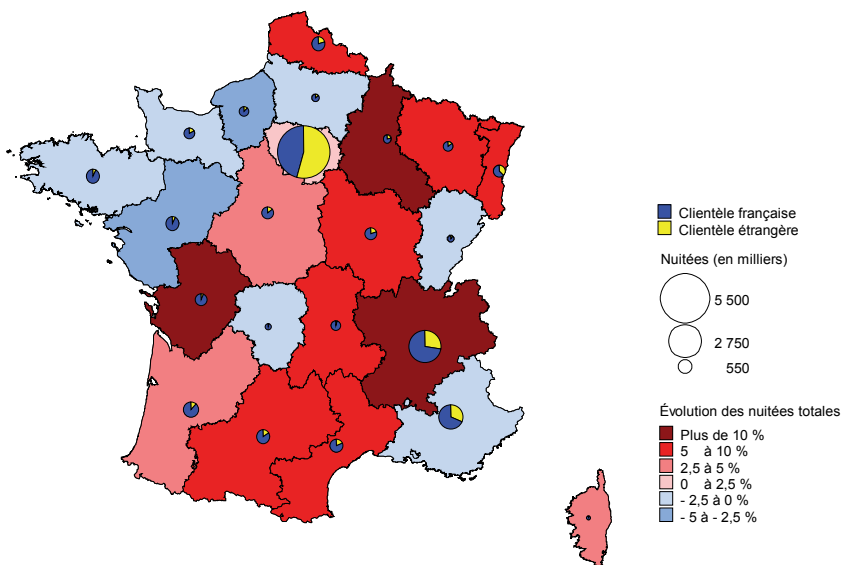 Clientèle française
Clientèle étrangère
Nuitées (en milliers)
5 500
2 750
550
Évolution des nuitées totales
Plus de 10 %
5 à 10 %
2,5 à 5 %
0 à 2,5 %
- 2,5 à 0 %
- 5 à - 2,5 %